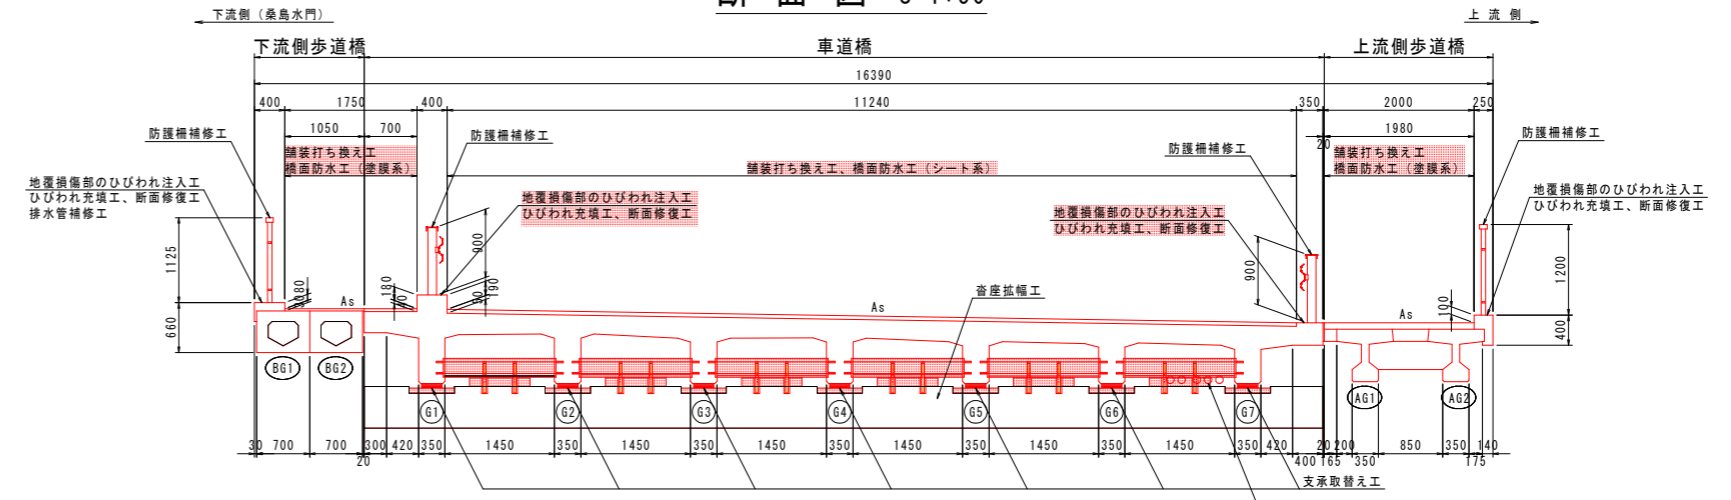 下流側（桑島水門）
上 流 側
下流側歩道橋
車道橋
上流側歩道橋
16390
400
1750
400
11240
350
2000
250
1050
700
20
1980
防護柵補修工
防護柵補修工
防護柵補修工
防護柵補修工
舗装打ち換え工
橋面防水工（塗膜系）
舗装打ち換え工、橋面防水工（シート系）
舗装打ち換え工
橋面防水工（塗膜系）
地覆損傷部のひびわれ注入工
ひびわれ充填工、断面修復工
排水管補修工
地覆損傷部のひびわれ注入工
ひびわれ充填工、断面修復工
地覆損傷部のひびわれ注入工
ひびわれ充填工、断面修復工
地覆損傷部のひびわれ注入工
ひびわれ充填工、断面修復工
1125
660
80
As
180
40
900
50
190
As
沓座拡幅工
900
As
100
1200
400
BG1
BG2
G1
G2
G3
G4
G5
G6
G7
AG1
AG2
30
700
700
20
300
420
350
1450
350
1450
350
1450
350
1450
350
1450
350
1450
350
420
400
20
165
200
350
850
350
175
140
支承取替え工